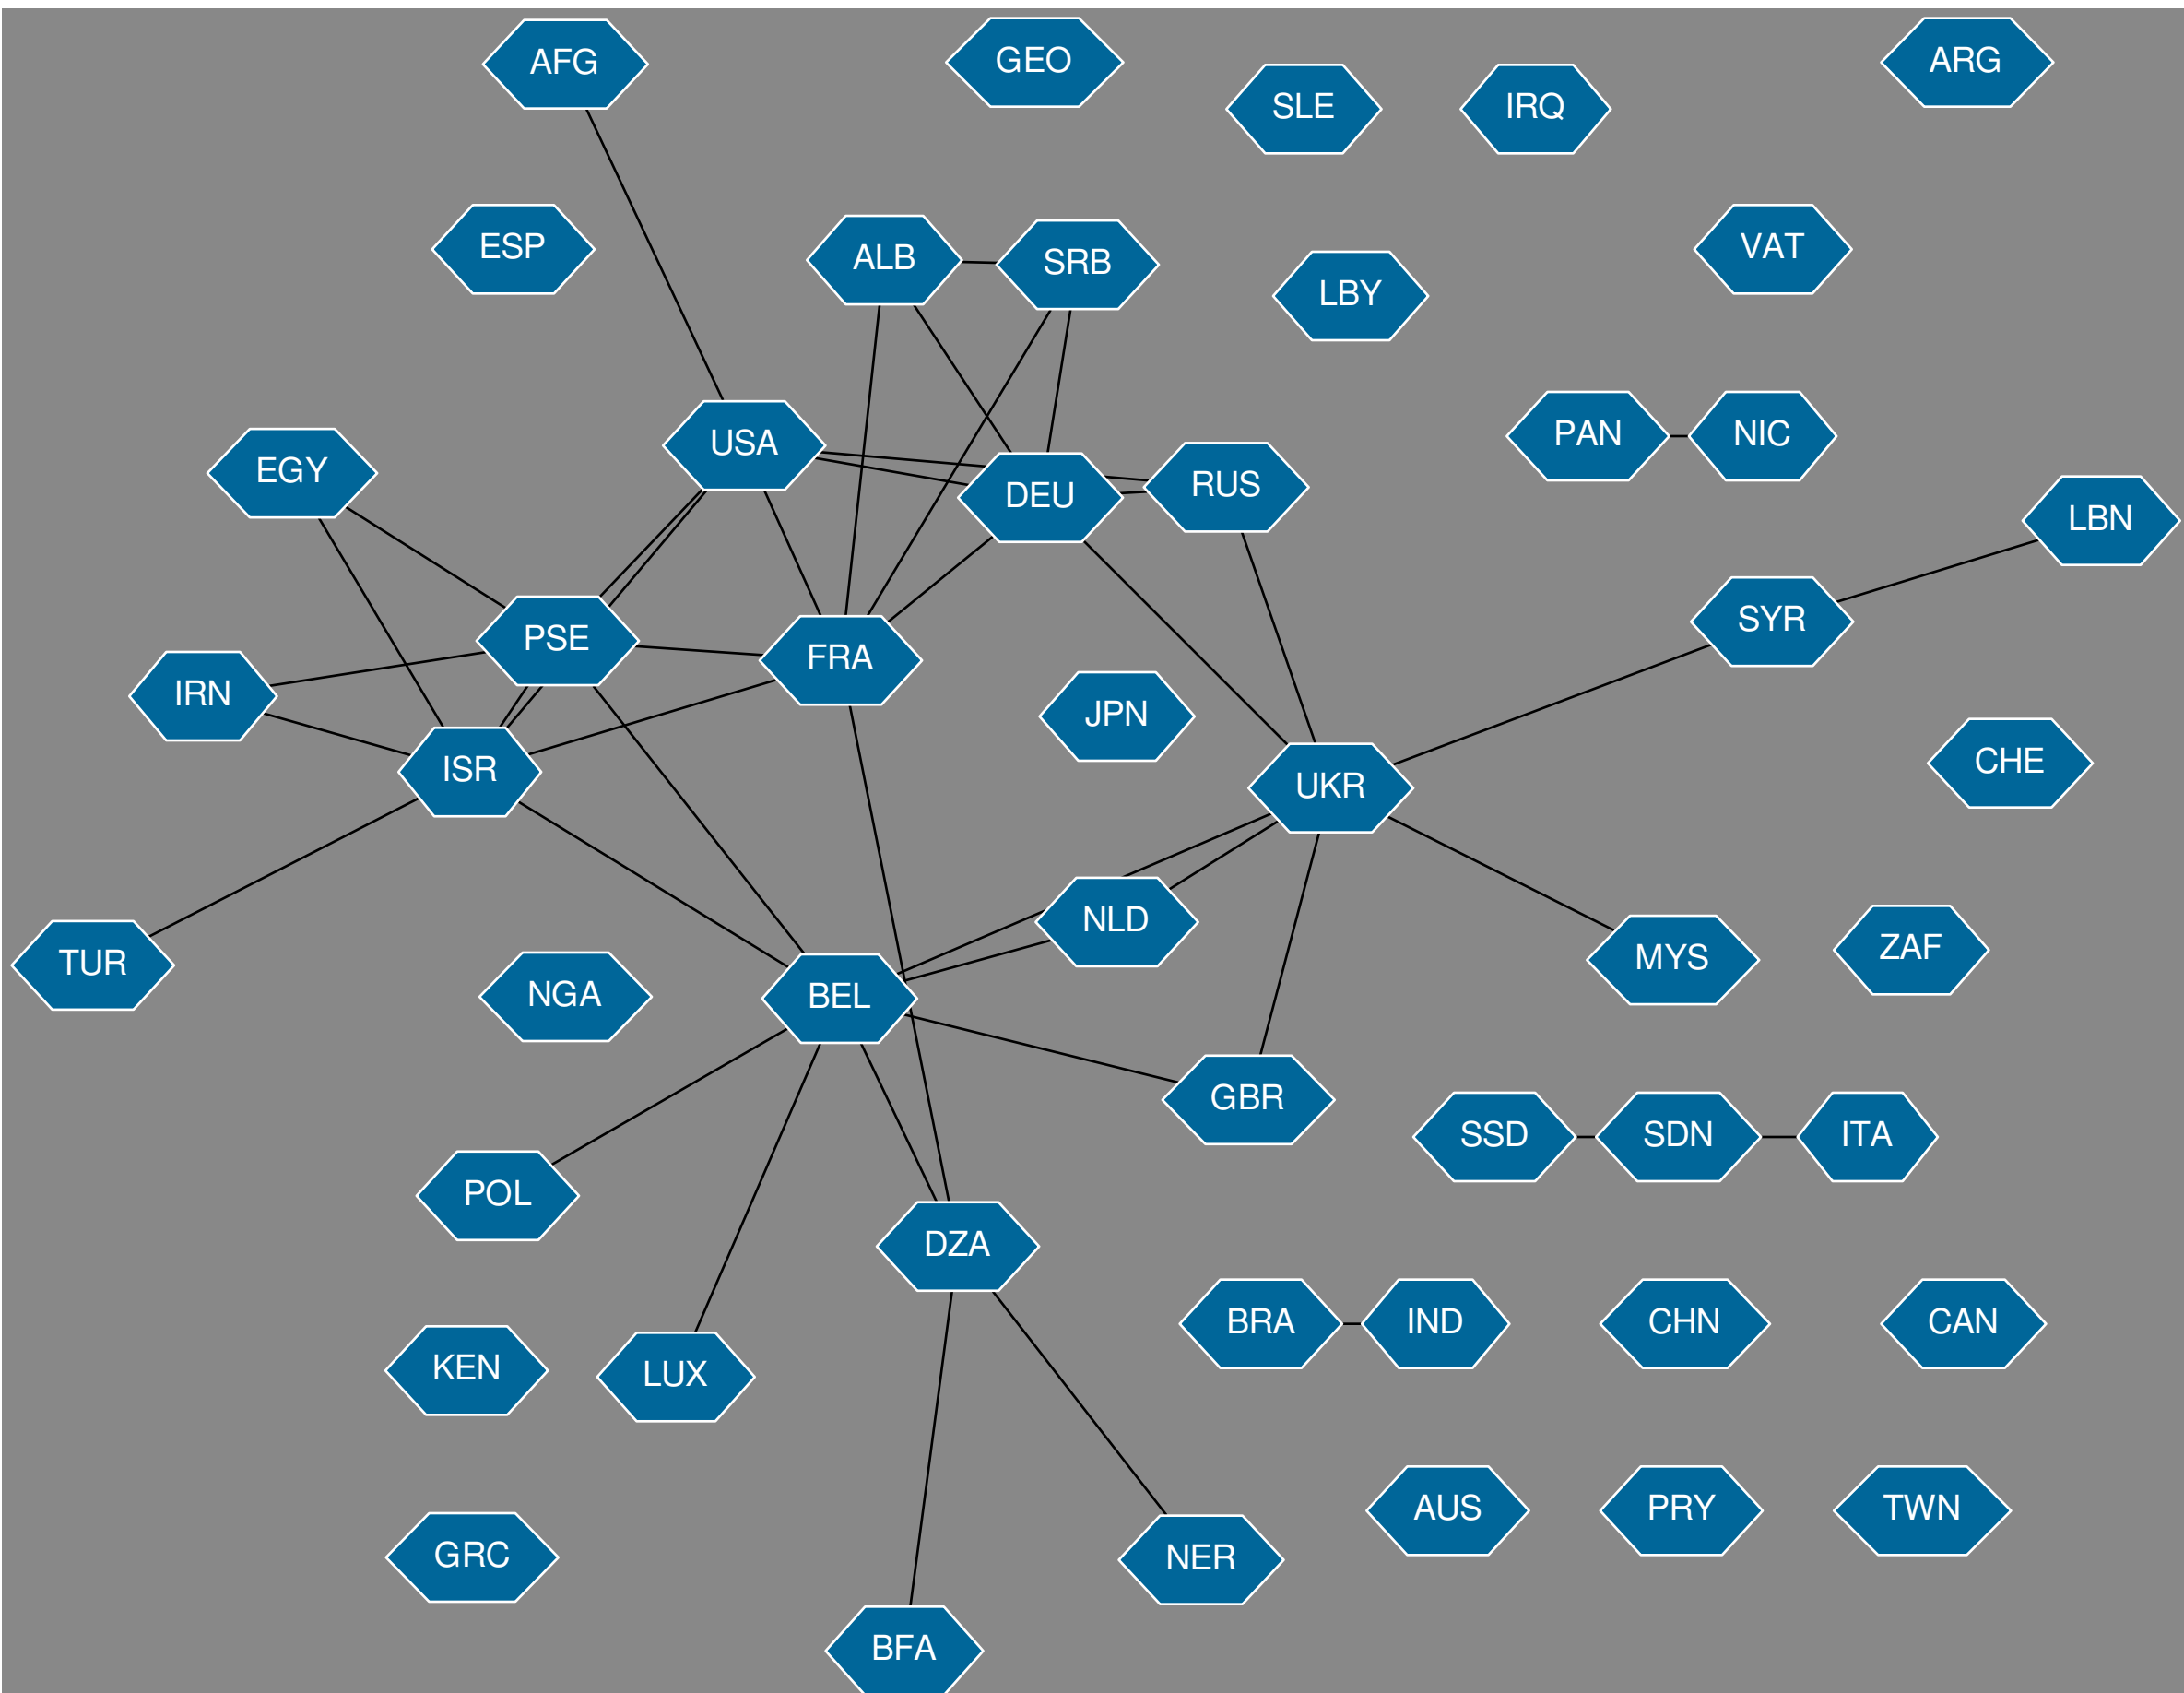 AFG
GEO
ARG
SLE
IRQ
ESP
ALB
SRB
VAT
LBY
USA
PAN
NIC
EGY
RUS
DEU
LBN
PSE
FRA
SYR
IRN
JPN
CHE
ISR
UKR
NLD
ZAF
MYS
TUR
NGA
BEL
GBR
SSD
SDN
ITA
POL
DZA
BRA
IND
CHN
CAN
KEN
LUX
AUS
PRY
TWN
GRC
NER
BFA